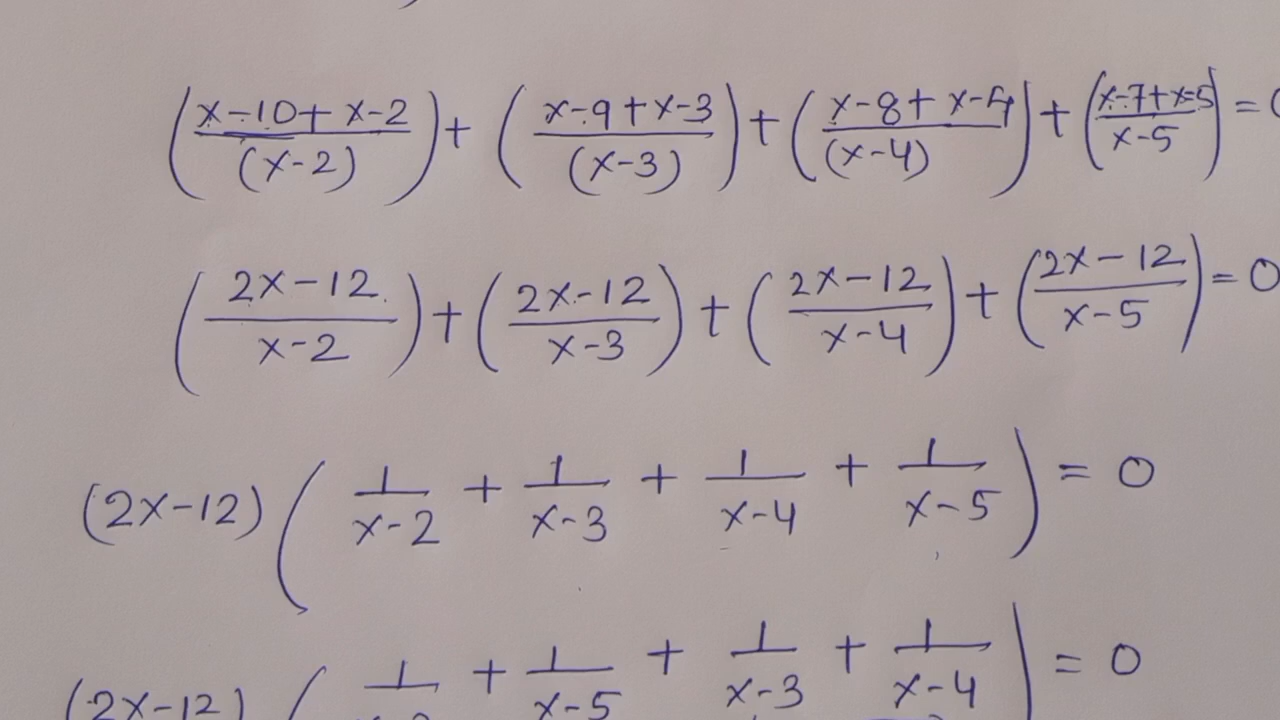 (x-10+x-2/(x-2)) + (x-9+x-3/(x-3)) + (x-8+x-4/(x-4)) + (x-7+x-5/x-5) = 0
(2x-12/x-2) + (2x-12/x-3) + (2x-12/x-4) + (2x-12/x-5) = 0
(2x-12) (1/x-2 + 1/x-3 + 1/x-4 + 1/x-5) = 0
(2x-12) (1/ + 1/x-5 + 1/x-3 + 1/x-4) = 0